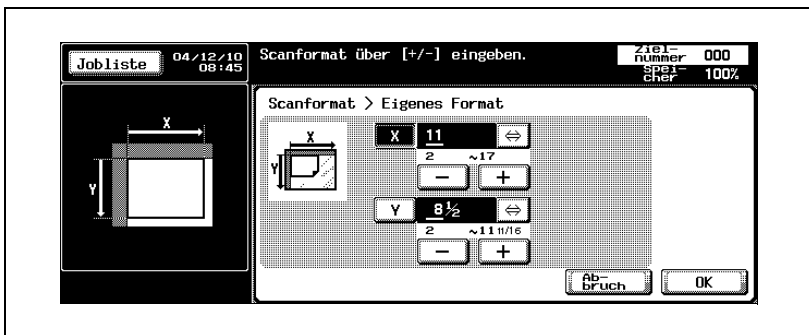 Jobliste
04/12/10
08:45
Scanformat über [+/-] eingeben.
Ziel-
nummer 000
Spei-
cher 100%
X
Y
Scanformat > Eigenes Format
X
Y
X 11 ⇔
2 ~17
− +
Y 8½ ⇔
2 ~11 11/16
− +
Ab-
bruch
OK